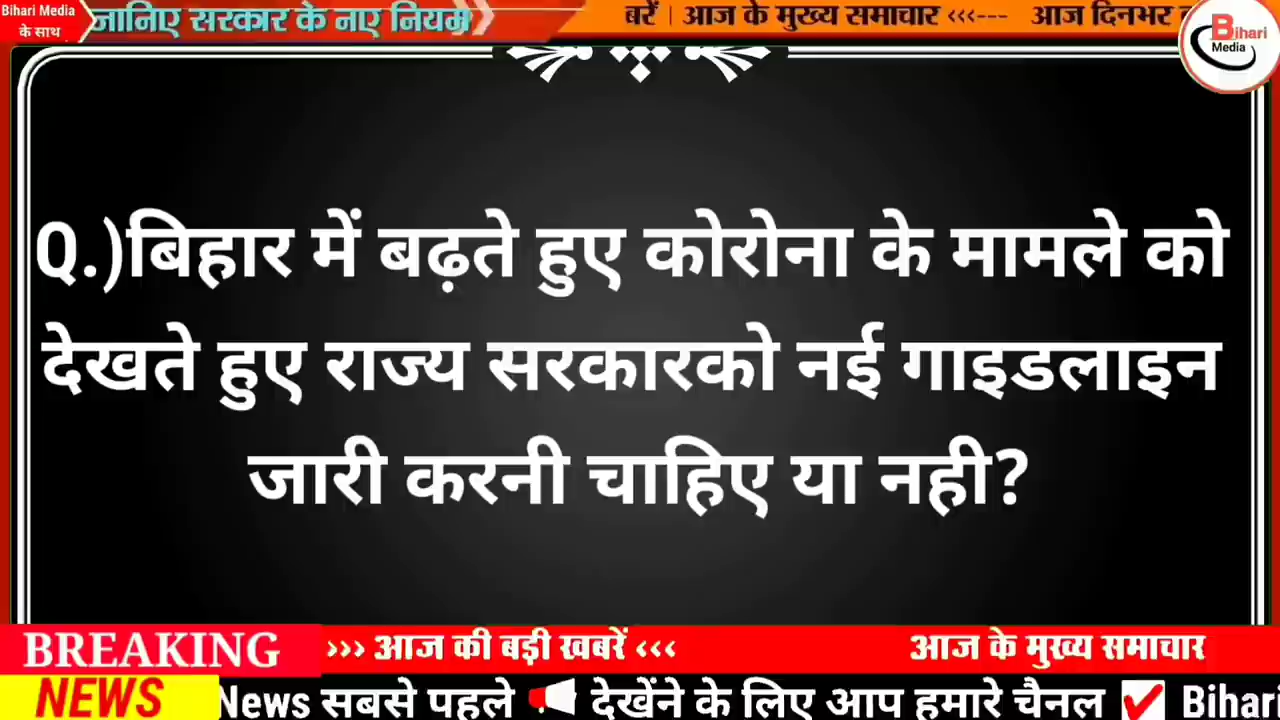 Bihari Media
के साथ
जानिए सरकार के नए नियम
बरें | आज के मुख्य समाचार <<<--- आज दिनभर
Bihari
Media
Q.)बिहार में बढ़ते हुए कोरोना के मामले को
देखते हुए राज्य सरकारको नई गाइडलाइन
जारी करनी चाहिए या नही?
BREAKING
NEWS
>>> आज की बड़ी खबरें <<< आज के मुख्य समाचार
News सबसे पहले देखेंने के लिए आप हमारे चैनल Bihari